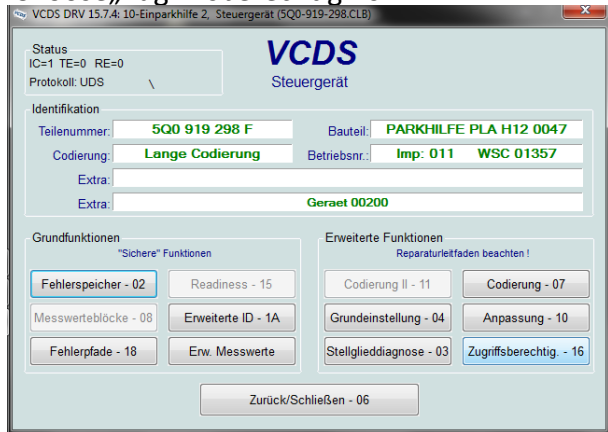 VCDS DRV 15.7.4: 10-Einparkhilfe 2, Steuergerät (5Q0-919-298.CLB)
Status
IC=1 TE=0 RE=0
Protokoll: UDS \
VCDS
Steuergerät
Identifikation
Teilenummer: 5Q0 919 298 F Bauteil: PARKHILFE PLA H12 0047
Codierung: Lange Codierung Betriebsnr.: Imp: 011 WSC 01357
Extra:
Extra: Geraet 00200
Grundfunktionen
"Sichere" Funktionen
Fehlerspeicher - 02 Readiness - 15
Messwerteblöcke - 08 Erweiterte ID - 1A
Fehlerpfade - 18 Erw. Messwerte
Erweiterte Funktionen
Reparaturleitfaden beachten !
Codierung II - 11 Codierung - 07
Grundeinstellung - 04 Anpassung - 10
Stellglieddiagnose - 03 Zugriffsberechtig. - 16
Zurück/Schließen - 06